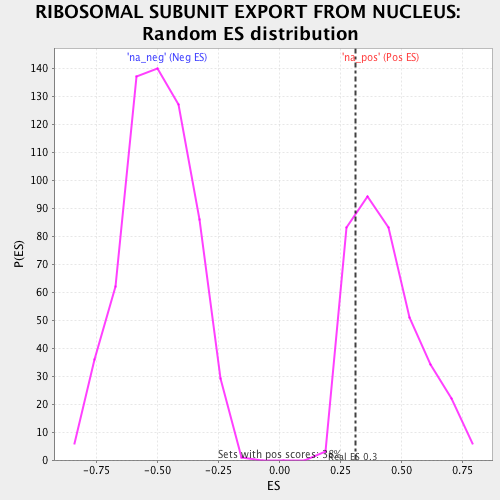 RIBOSOMAL SUBUNIT EXPORT FROM NUCLEUS:
Random ES distribution
'na_neg' (Neg ES)
'na_pos' (Pos ES)
140
130
120
110
100
90
80
70
60
50
40
30
20
10
0
P(ES)
Sets with pos scores:
Real ES 0.3
-0.75
-0.50
-0.25
0.00
0.25
0.50
0.75
ES